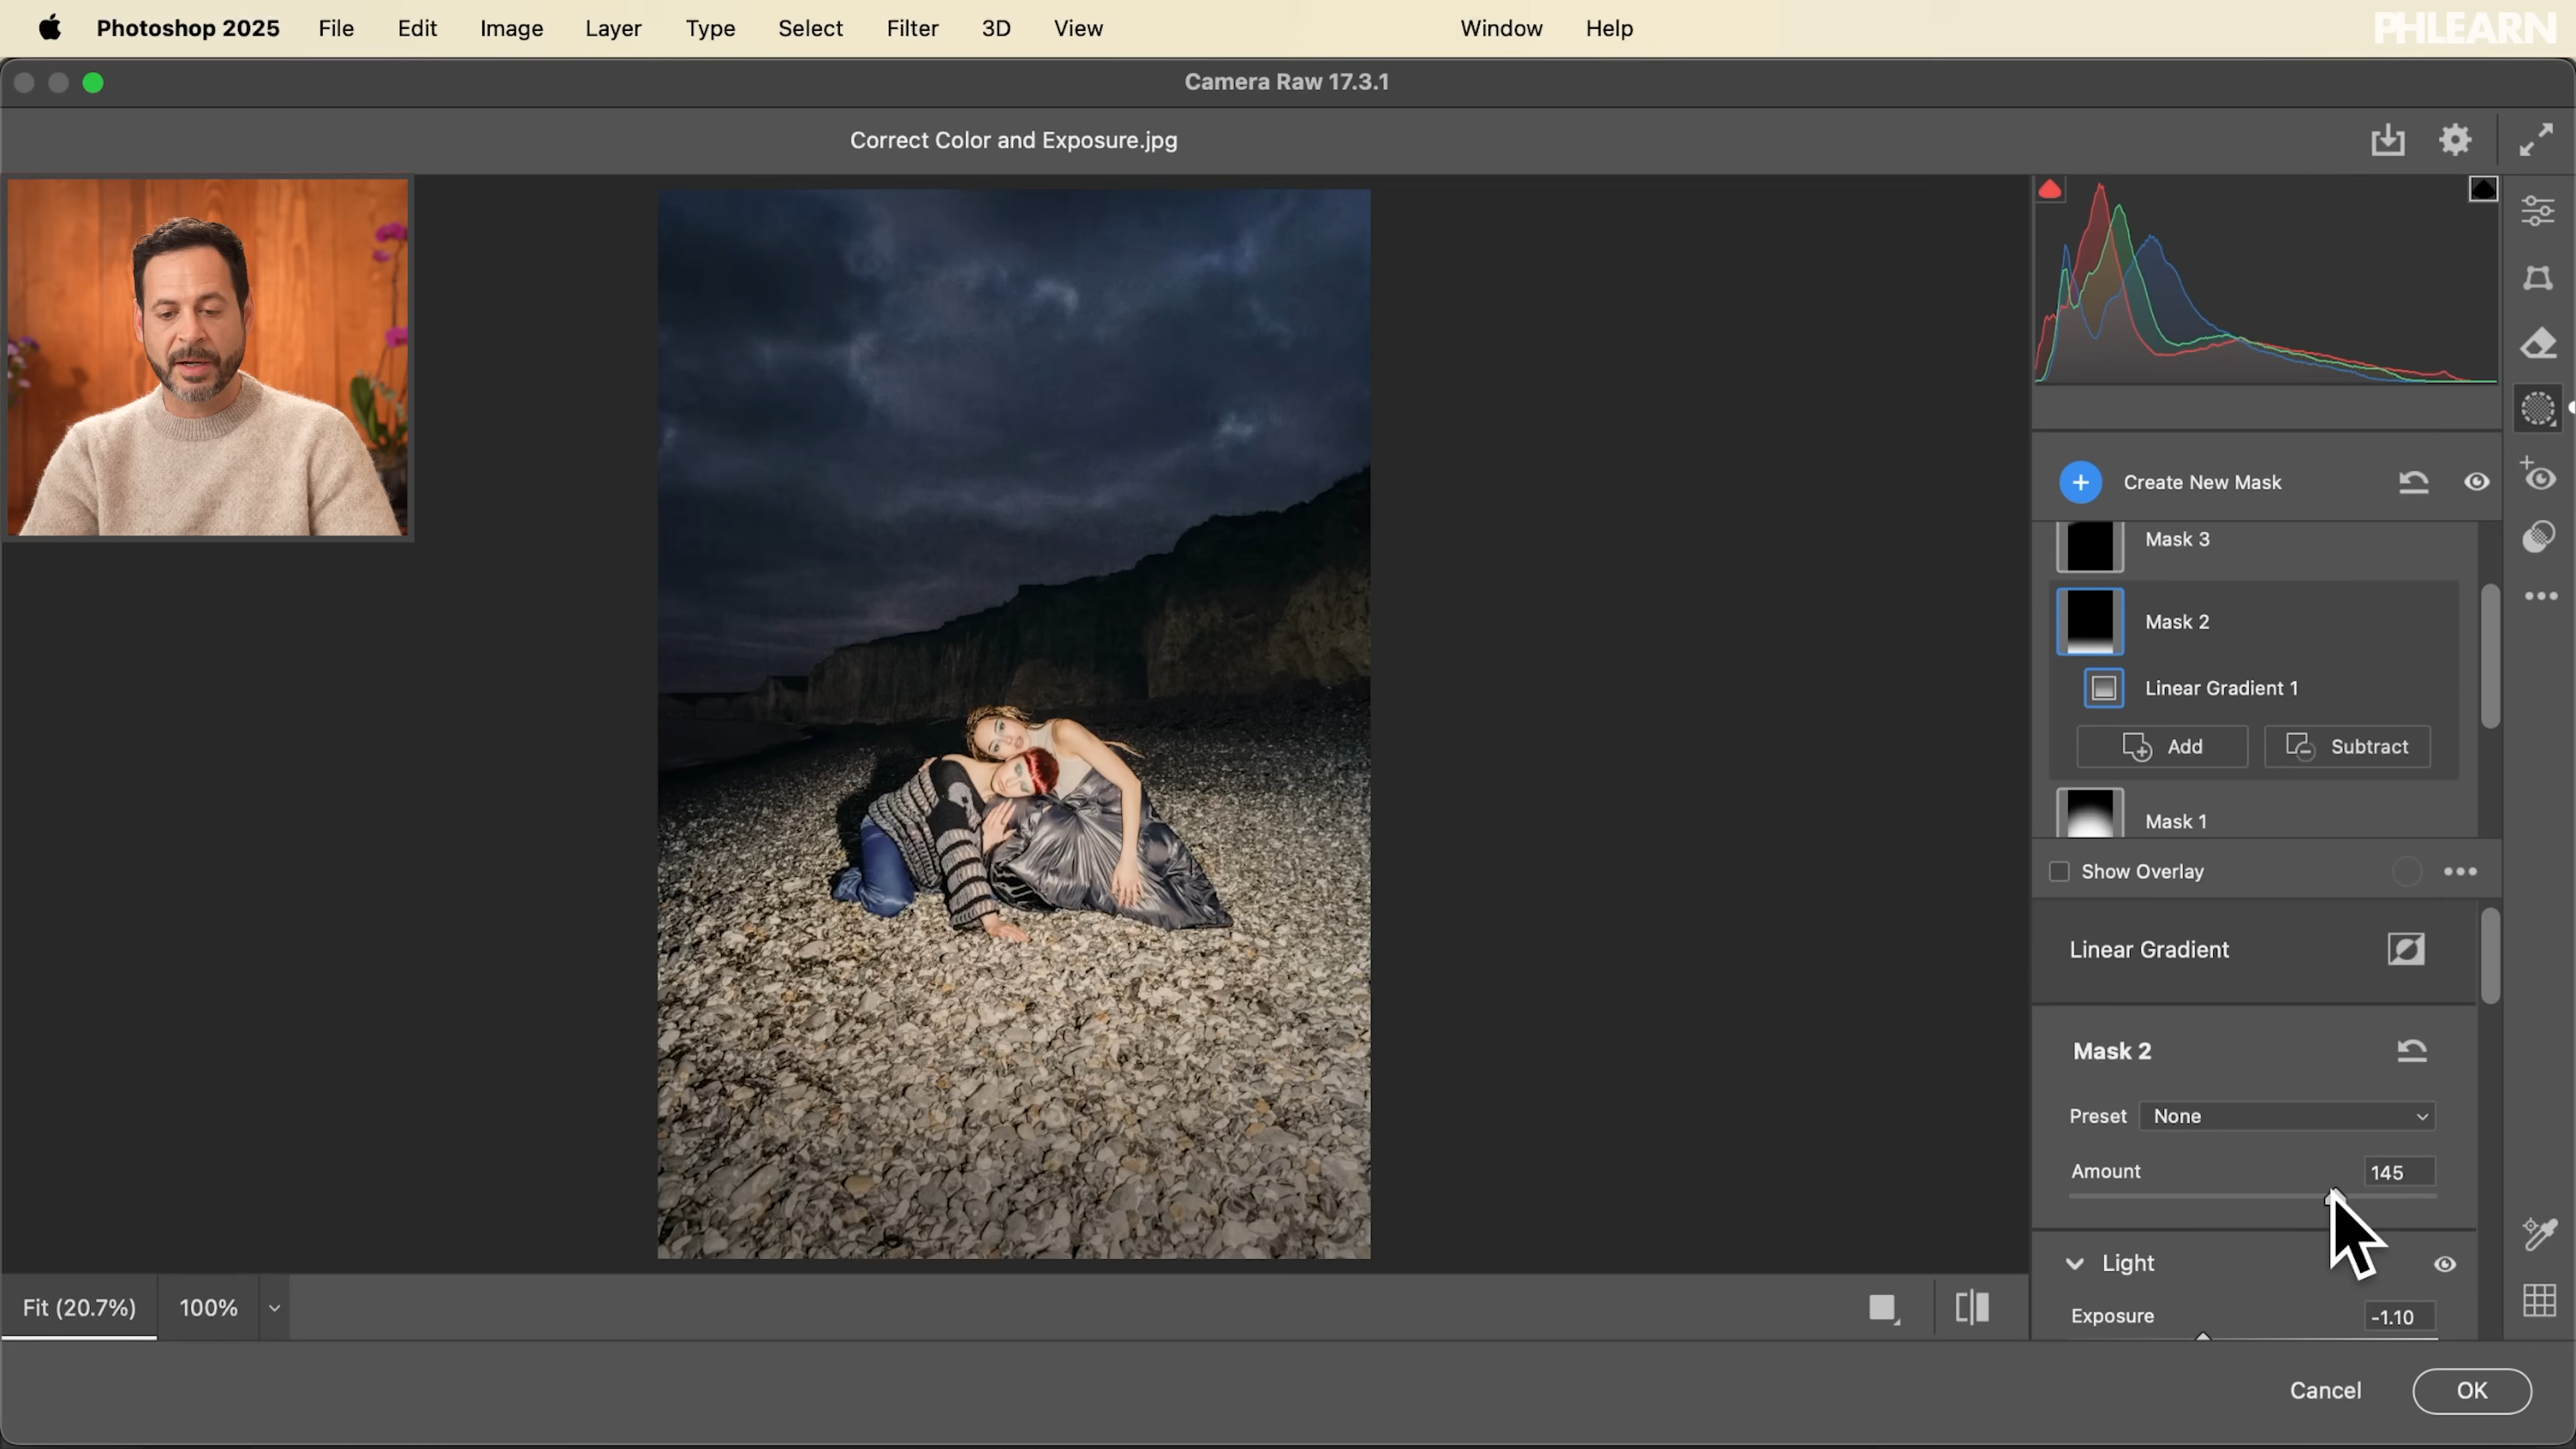 Photoshop 2025 File Edit Image Layer Type Select Filter 3D View Window Help
PHLEARN
Camera Raw 17.3.1
Correct Color and Exposure.jpg
Create New Mask
Mask 3
Mask 2
Linear Gradient 1
Add Subtract
Mask 1
Show Overlay
Linear Gradient
Mask 2
Preset None
Amount 145
Light
Exposure -1.10
Fit (20.7%) 100%
Cancel OK